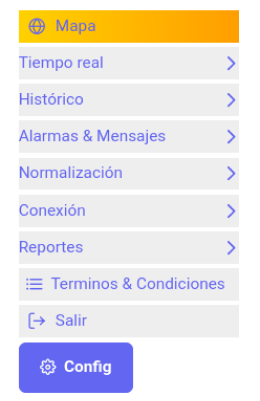 Mapa
Tiempo real
Histórico
Alarmas & Mensajes
Normalización
Conexión
Reportes
Terminos & Condiciones
Salir
Config